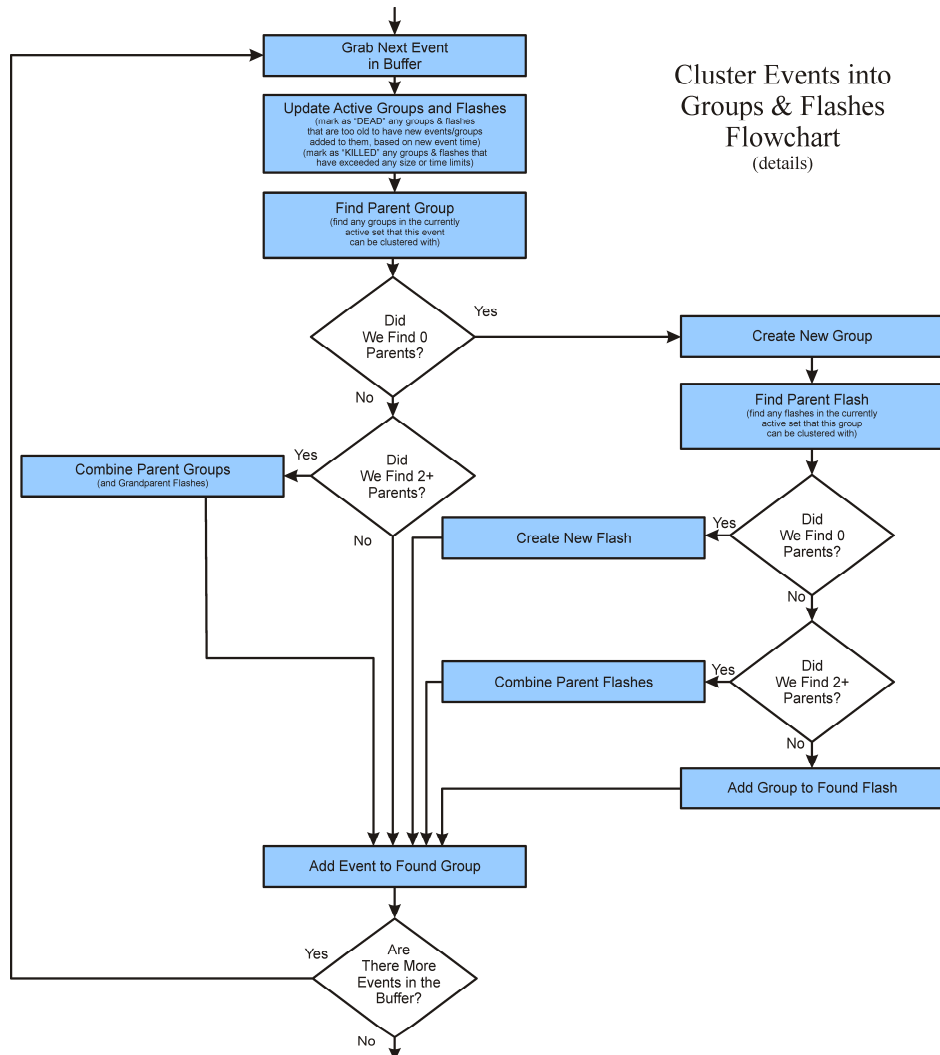 Grab Next Event
in Buffer
Cluster Events into
Groups & Flashes
Flowchart
(details)
Update Active Groups and Flashes
(mark as "DEAD" any groups & flashes
that are too old to have new events/groups
added to them, based on new event time)
(mark as "KILLED" any groups & flashes that
have exceeded any size or time limits)
Find Parent Group
(find any groups in the currently
active set that this event
can be clustered with)
Did
We Find 0
Parents?
Yes
No
Create New Group
Find Parent Flash
(find any flashes in the currently
active set that this group
can be clustered with)
Did
We Find 2+
Parents?
Yes
No
Combine Parent Groups
(and Grandparent Flashes)
Did
We Find 0
Parents?
Yes
No
Create New Flash
Did
We Find 2+
Parents?
Yes
No
Combine Parent Flashes
Add Group to Found Flash
Add Event to Found Group
Are
There More
Events in the
Buffer?
Yes
No